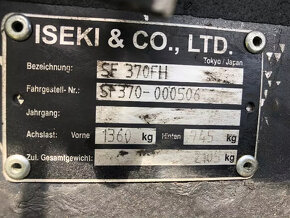 ISEKI & CO., LTD.
Tokyo / Japan
Bezeichnung: SF 370FH
Fahrgestell- Nr.: SF370-000506
Jahrgang:
Achslast: Vorne 1360 kg Hinten 745 kg
Zul. Gesamtgewicht: 2105 kg